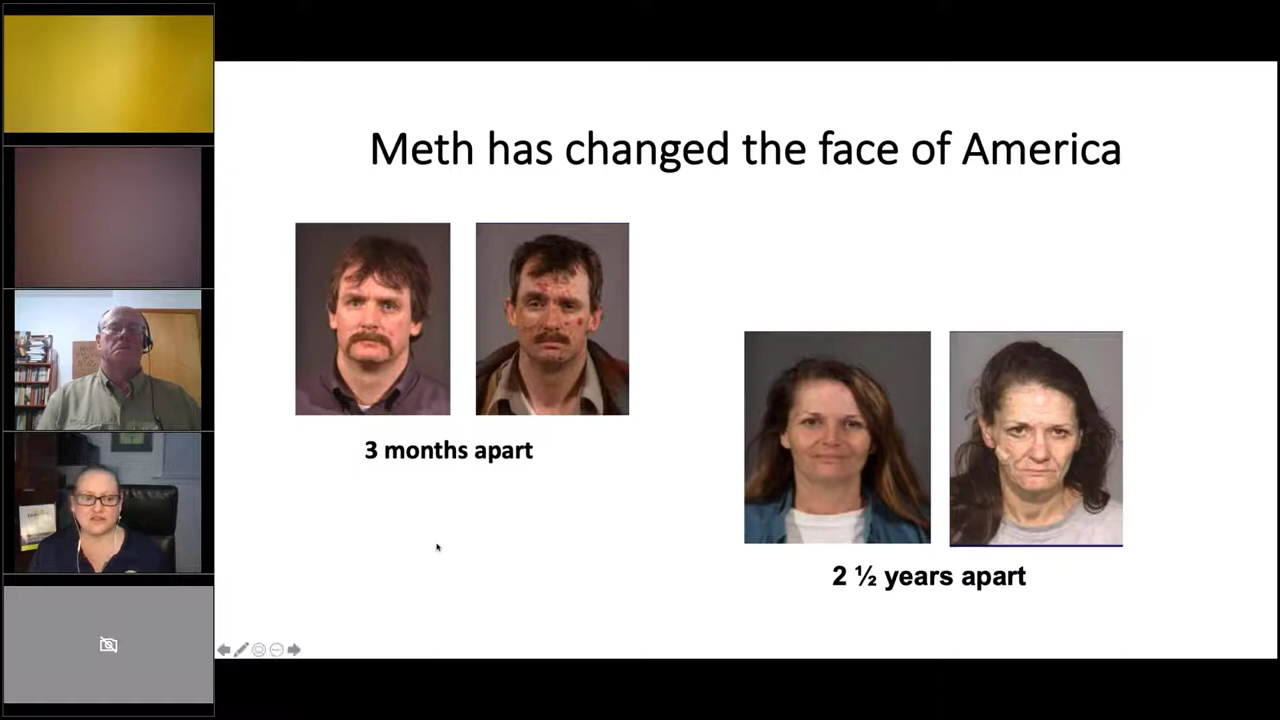 Meth has changed the face of America
3 months apart
2 ½ years apart